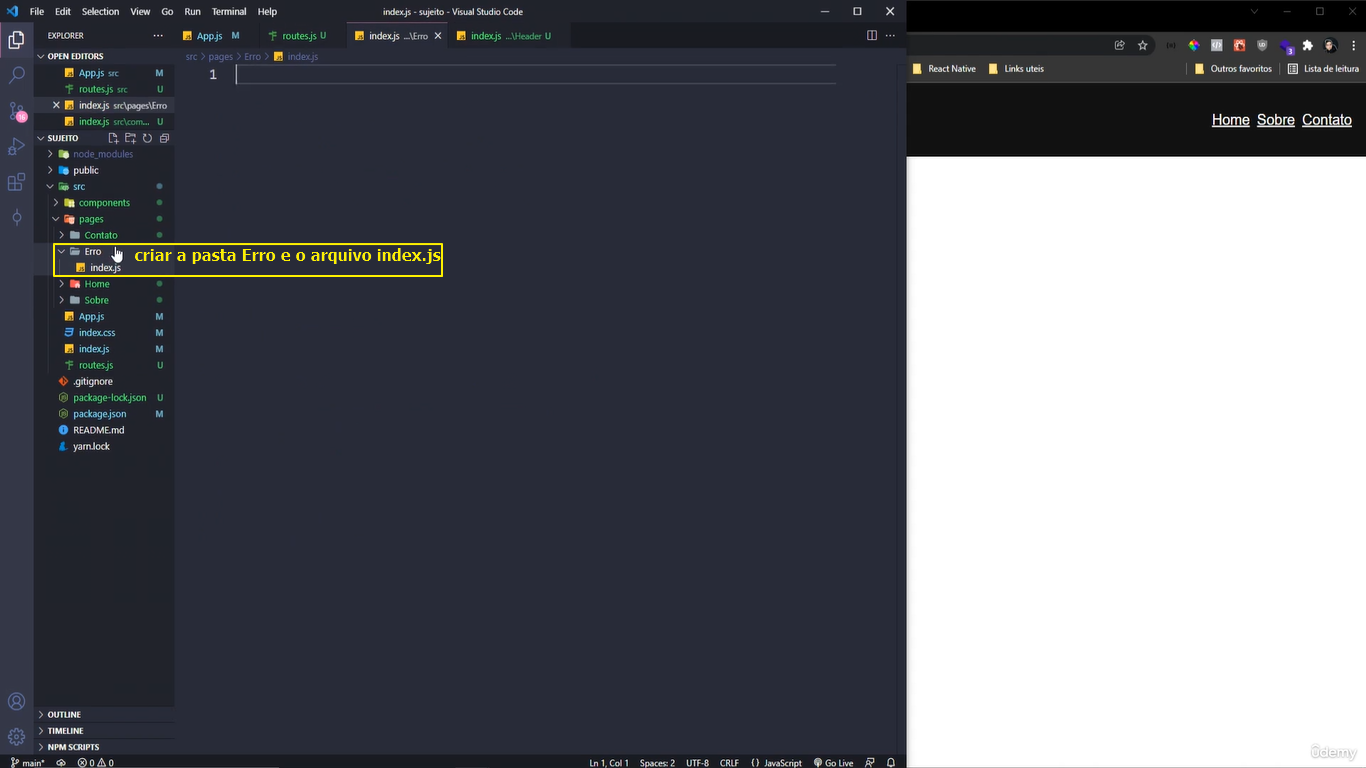 File Edit Selection View Go Run Terminal Help
index.js - sujeito - Visual Studio Code
EXPLORER
App.js M
routes.js U
index.js ...\Erro
index.js ...\Header U
OPEN EDITORS
src > pages > Erro > index.js
App.js src M
routes.js src U
index.js src\pages\Erro
index.js src\com... U
1
SUJEITO
node_modules
public
src
components
pages
Contato
Erro
criar a pasta Erro e o arquivo index.js
index.js
Home
Sobre
App.js M
index.css M
index.js M
routes.js U
.gitignore
package-lock.json U
package.json M
README.md
yarn.lock
OUTLINE
TIMELINE
NPM SCRIPTS
main* 0 0
Ln 1, Col 1 Spaces: 2 UTF-8 CRLF {} JavaScript Go Live
3
React Native Links uteis Outros favoritos Lista de leitura
Home Sobre Contato
ûdemy